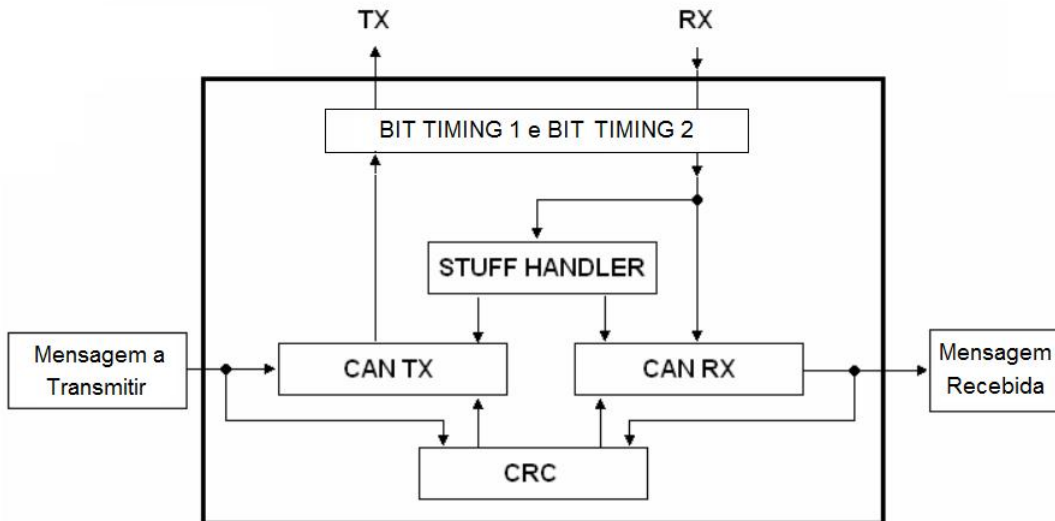 TX
RX
BIT TIMING 1 e BIT TIMING 2
STUFF HANDLER
Mensagem a
Transmitir
CAN TX
CAN RX
Mensagem
Recebida
CRC